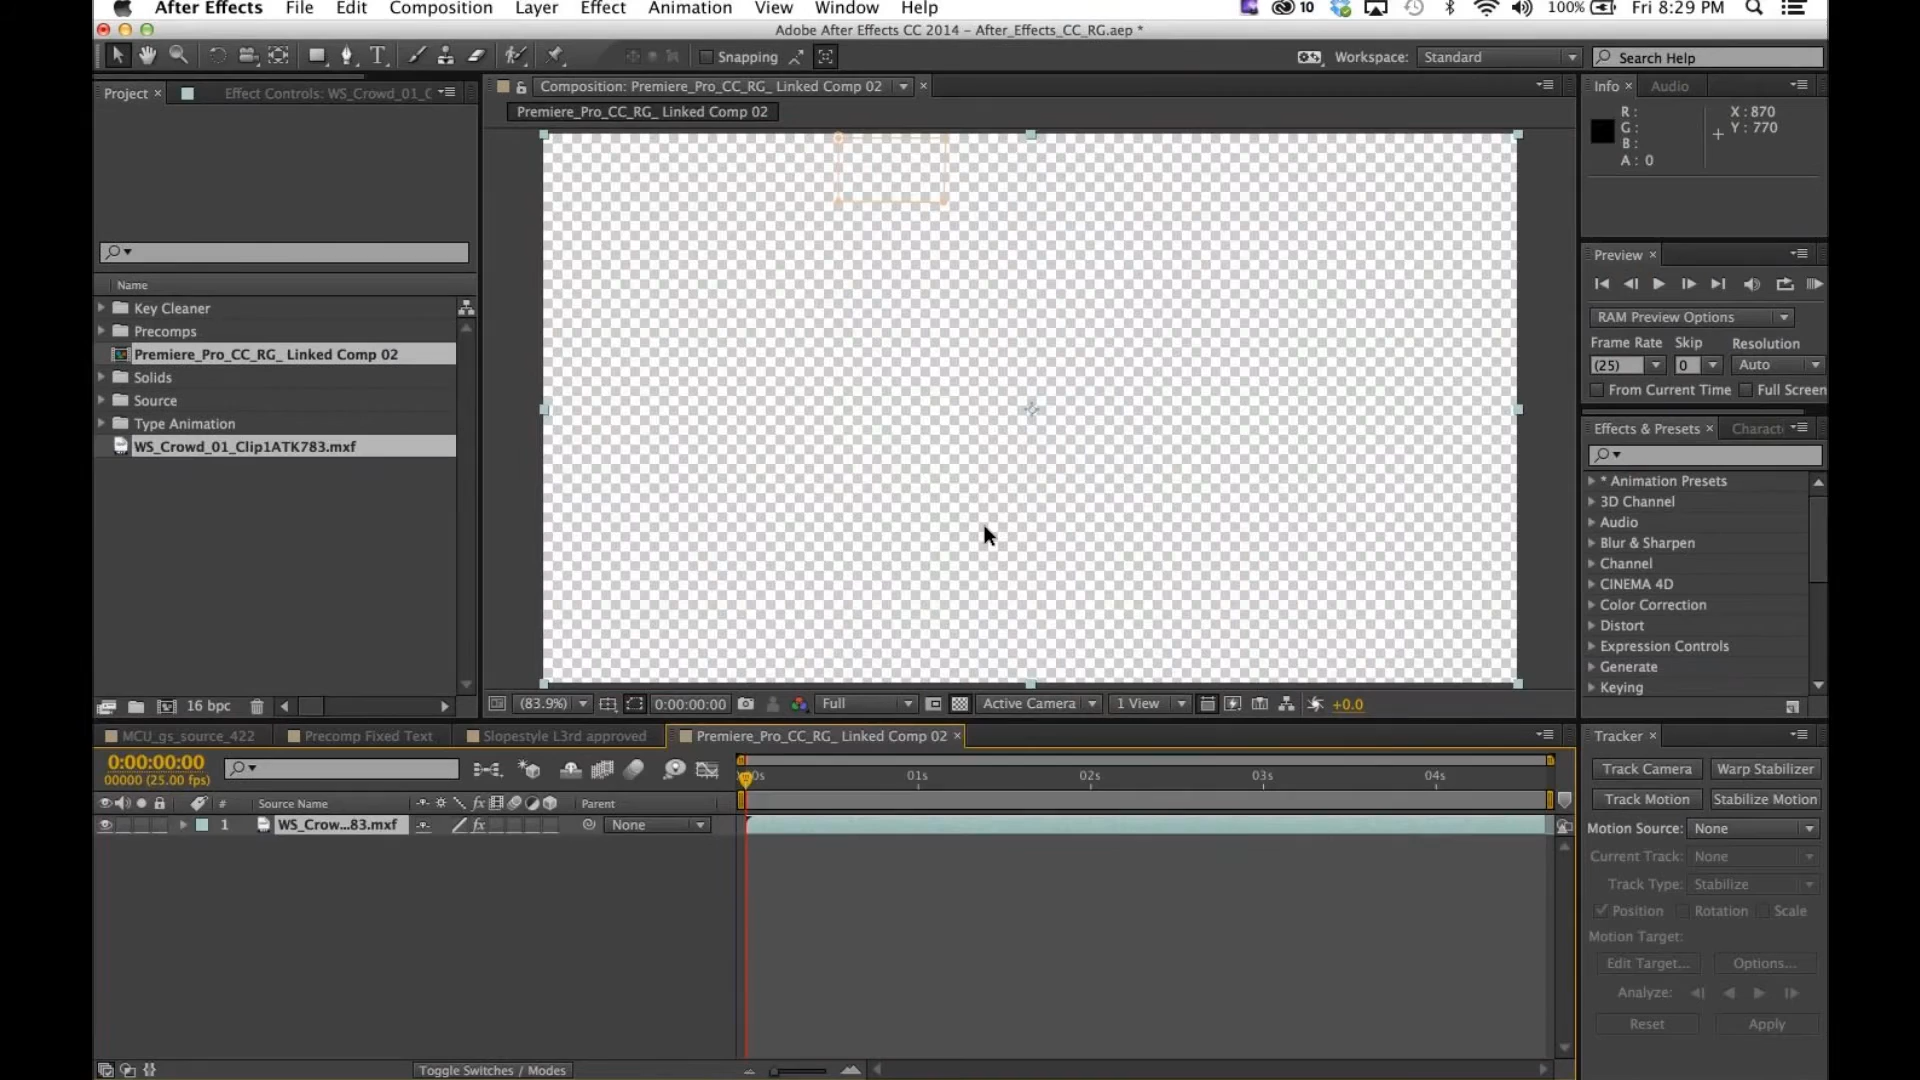 After Effects File Edit Composition Layer Effect Animation View Window Help 10 100% Fri 8:29 PM
Adobe After Effects CC 2014 – After_Effects_CC_RG.aep *
Snapping Workspace: Standard Search Help
Project × Effect Controls: WS_Crowd_01_C
Composition: Premiere_Pro_CC_RG_ Linked Comp 02 ×
Premiere_Pro_CC_RG_ Linked Comp 02
Info × Audio
R : X : 870
G : Y : 770
B :
A : 0
Preview ×
RAM Preview Options
Frame Rate Skip Resolution
(25) 0 Auto
From Current Time Full Screen
Name
Key Cleaner
Precomps
Premiere_Pro_CC_RG_ Linked Comp 02
Solids
Source
Type Animation
WS_Crowd_01_Clip1ATK783.mxf
Effects & Presets × Charact
* Animation Presets
3D Channel
Audio
Blur & Sharpen
Channel
CINEMA 4D
Color Correction
Distort
Expression Controls
Generate
Keying
16 bpc
(83.9%) 0:00:00:00 Full Active Camera 1 View +0.0
MCU_gs_source_422 Precomp Fixed Text Slopestyle L3rd approved Premiere_Pro_CC_RG_ Linked Comp 02 ×
0:00:00:00
00000 (25.00 fps)
0s 01s 02s 03s 04s
# Source Name fx Parent
1 WS_Crow...83.mxf fx None
Toggle Switches / Modes
Tracker ×
Track Camera Warp Stabilizer
Track Motion Stabilize Motion
Motion Source: None
Current Track: None
Track Type: Stabilize
Position Rotation Scale
Motion Target:
Edit Target... Options...
Analyze:
Reset Apply